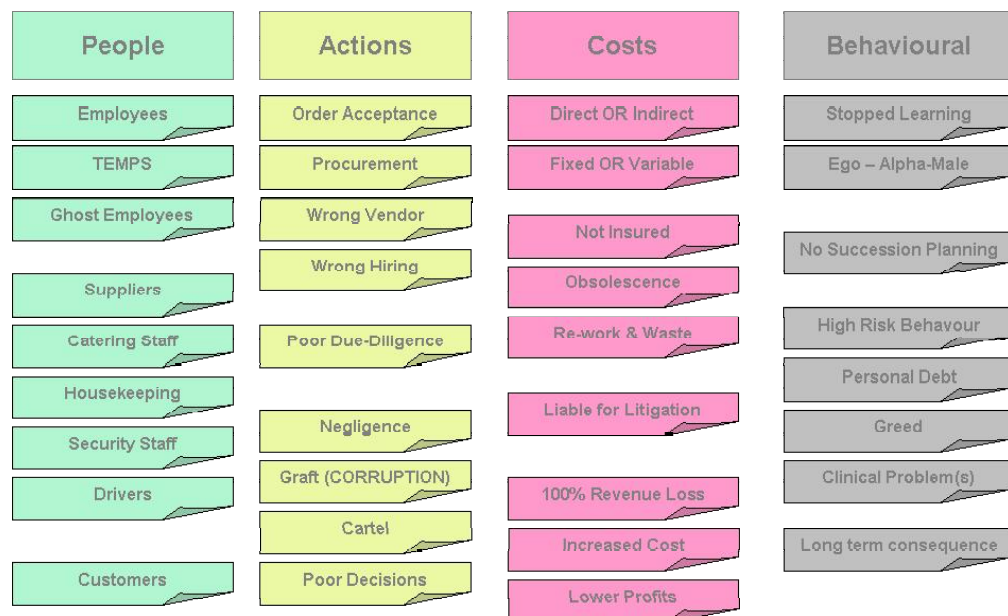 People
Employees
TEMPS
Ghost Employees
Suppliers
Catering Staff
Housekeeping
Security Staff
Drivers
Customers
Actions
Order Acceptance
Procurement
Wrong Vendor
Wrong Hiring
Poor Due-Diligence
Negligence
Graft (CORRUPTION)
Cartel
Poor Decisions
Costs
Direct OR Indirect
Fixed OR Variable
Not Insured
Obsolescence
Re-work & Waste
Liable for Litigation
100% Revenue Loss
Increased Cost
Lower Profits
Behavioural
Stopped Learning
Ego – Alpha-Male
No Succession Planning
High Risk Behavour
Personal Debt
Greed
Clinical Problem(s)
Long term consequence